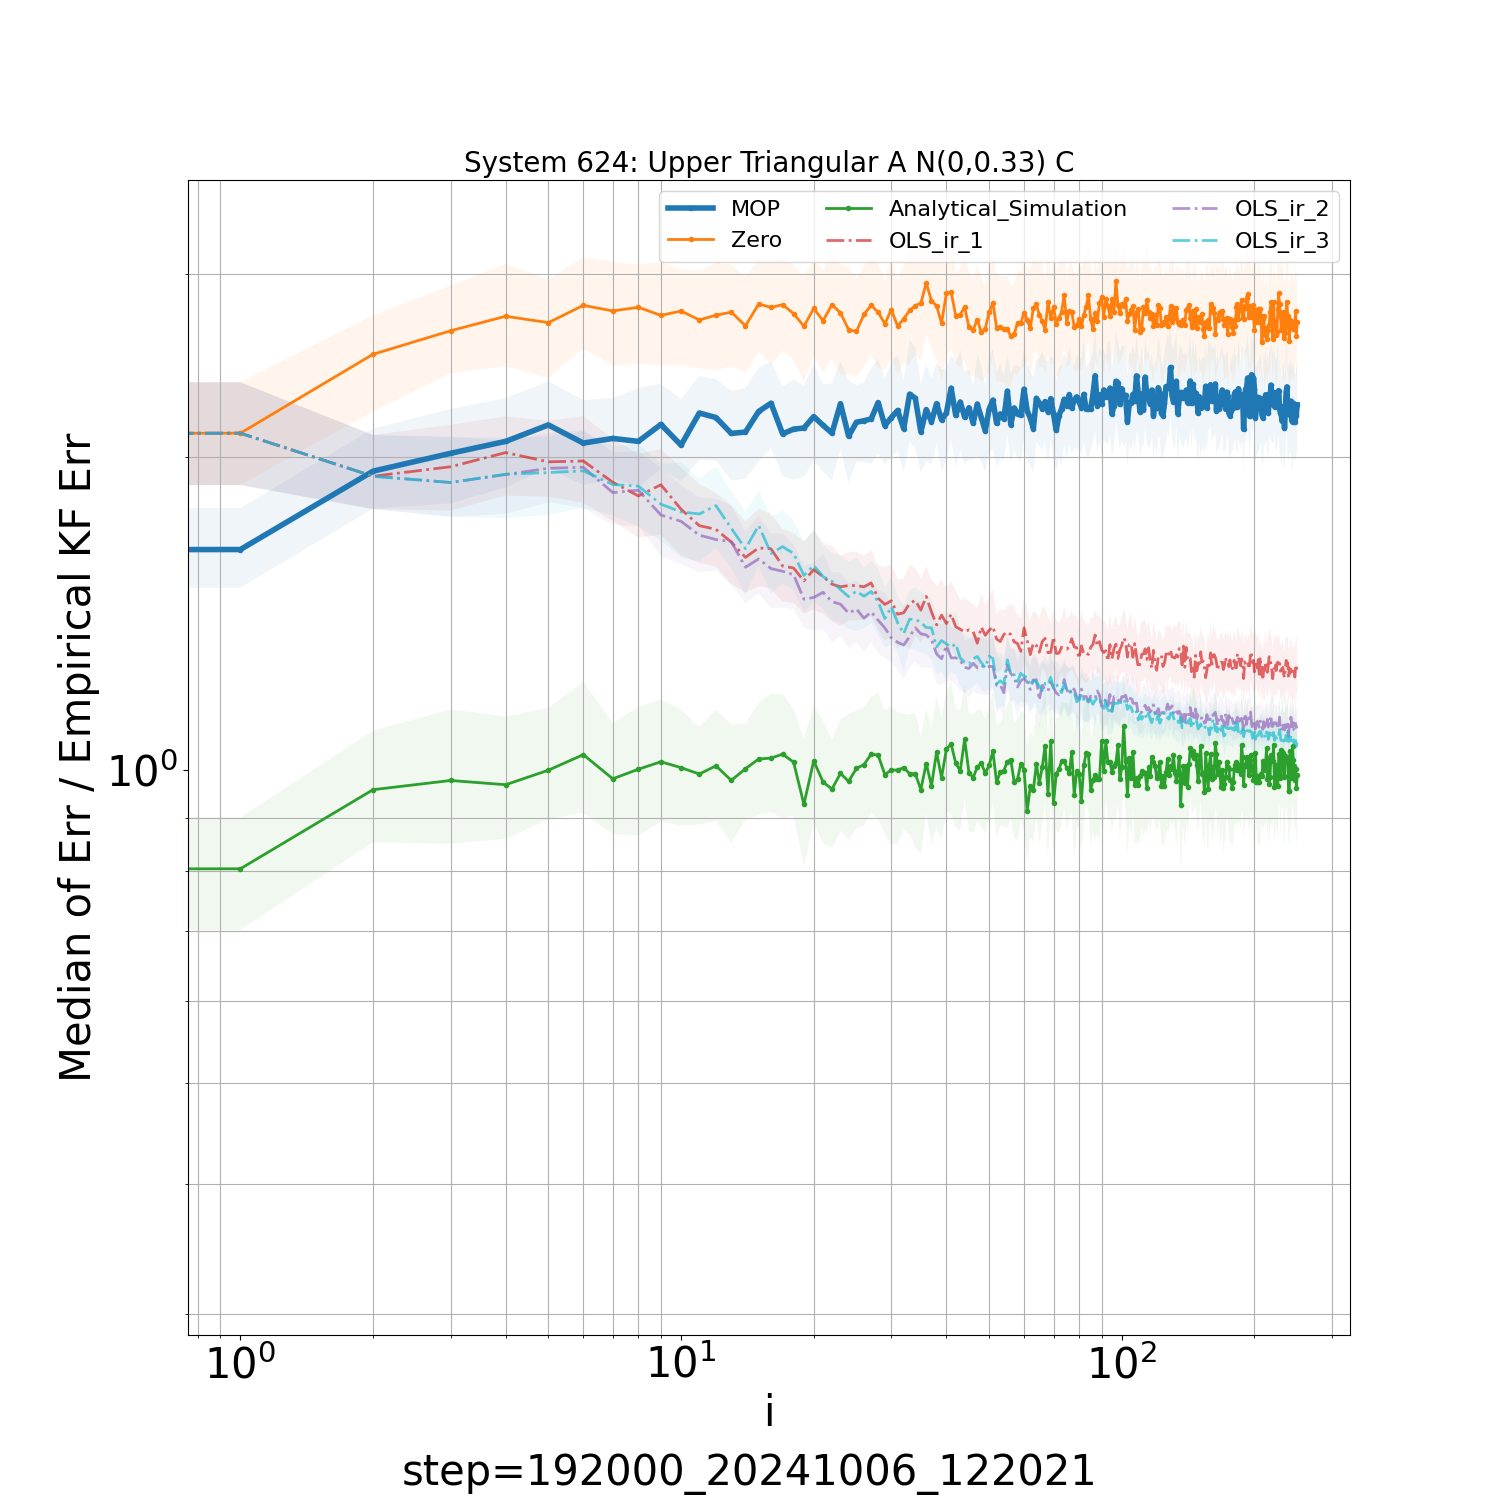 System 624: Upper Triangular A N(0,0.33) C
MOP
Zero
Analytical_Simulation
OLS_ir_1
OLS_ir_2
OLS_ir_3
Median of Err / Empirical KF Err
10⁰
10⁰
10¹
10²
i
step=192000_20241006_122021